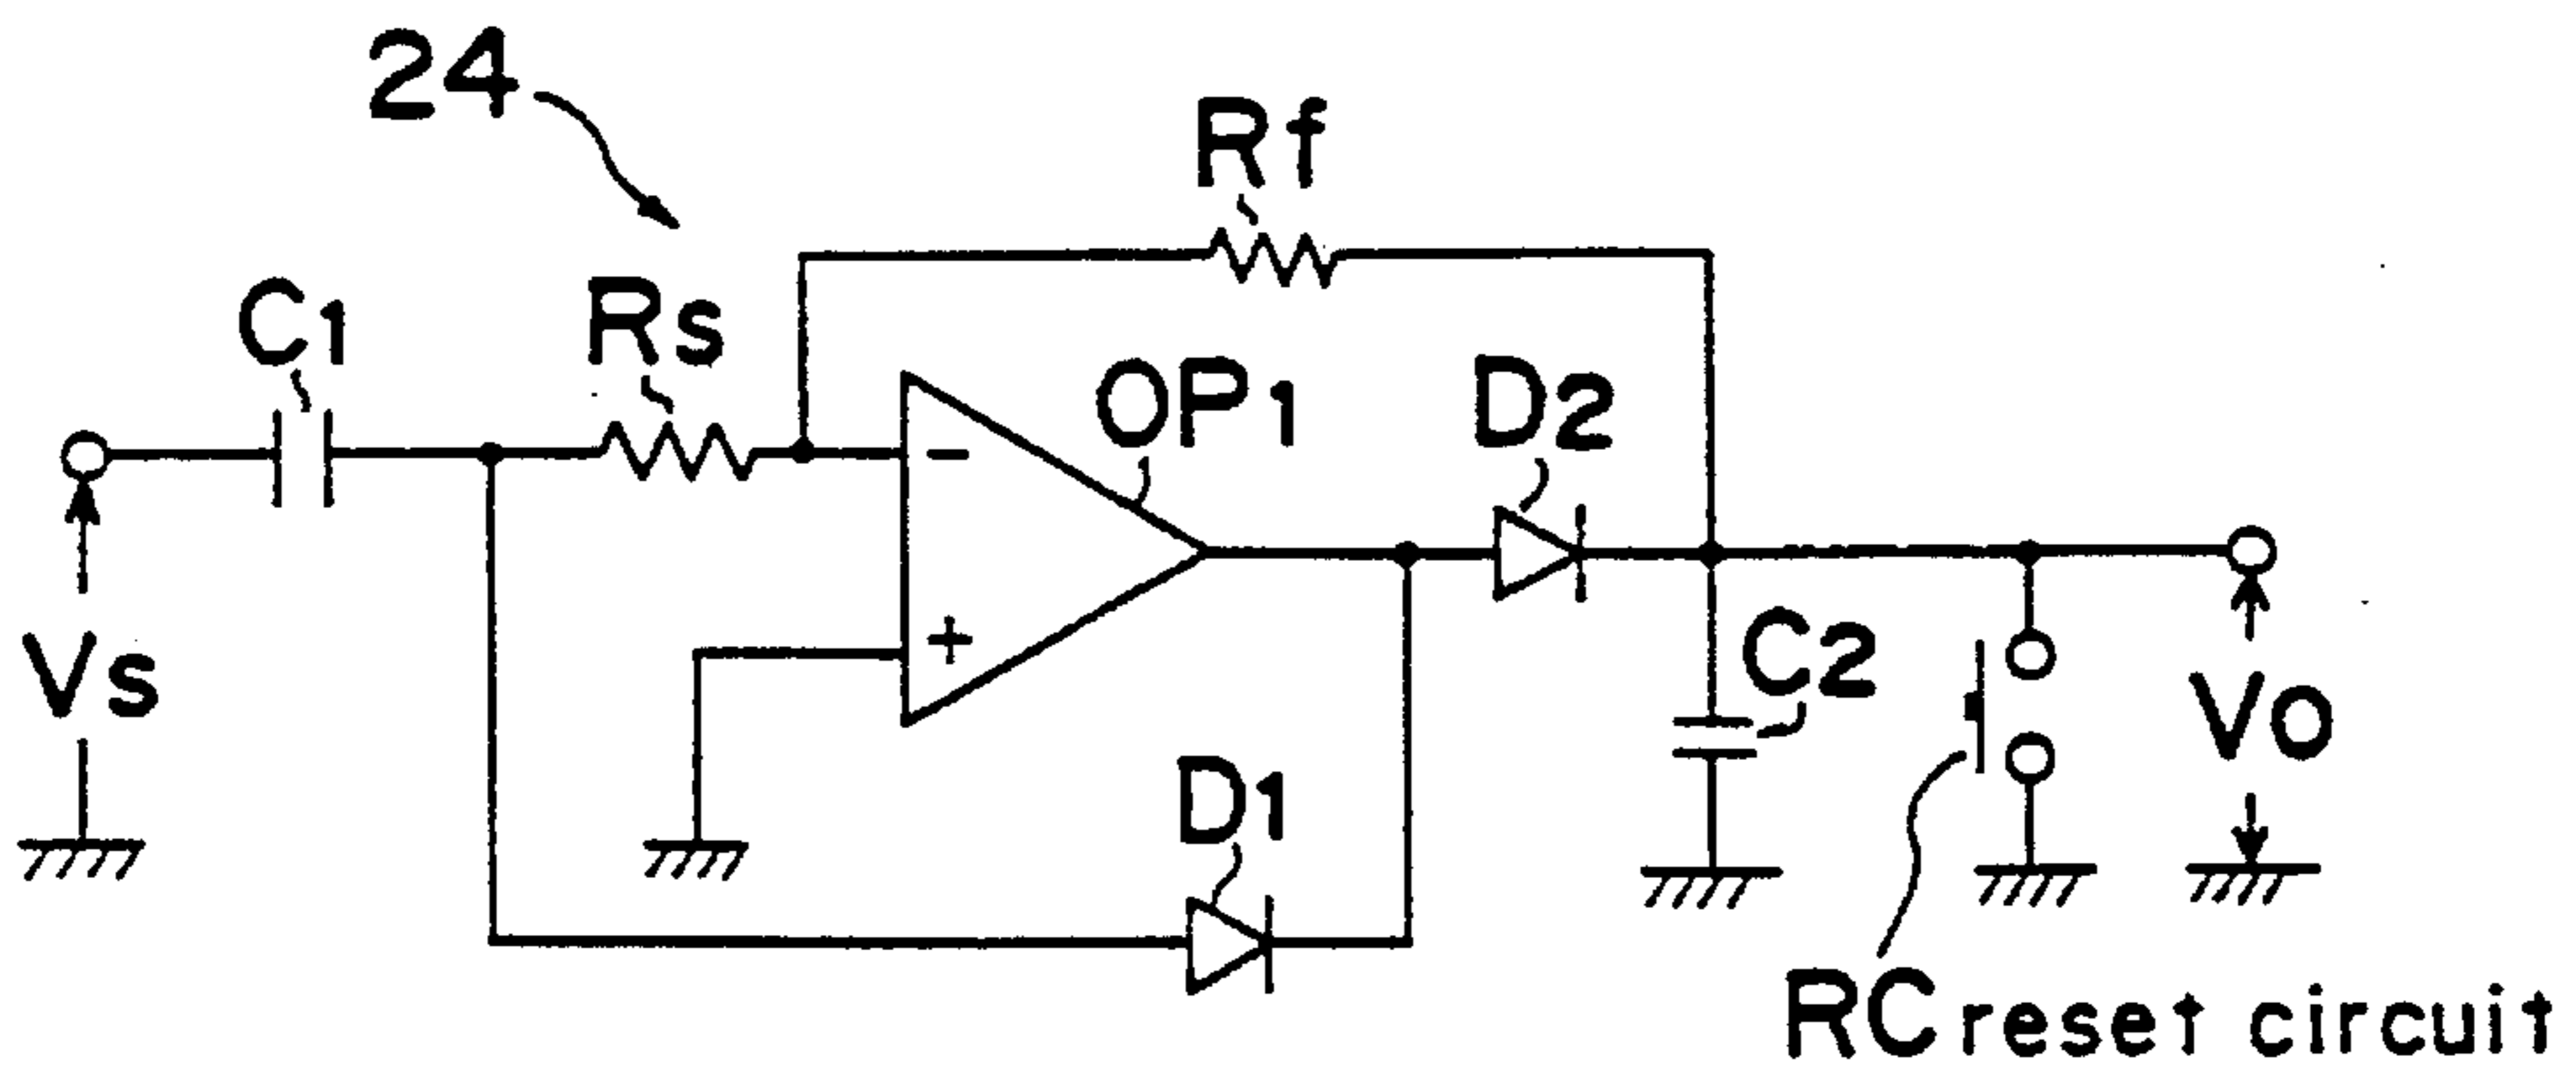 24
Rf
C1
Rs
OP1
D2
-
+
Vs
C2
Vo
D1
RC reset circuit